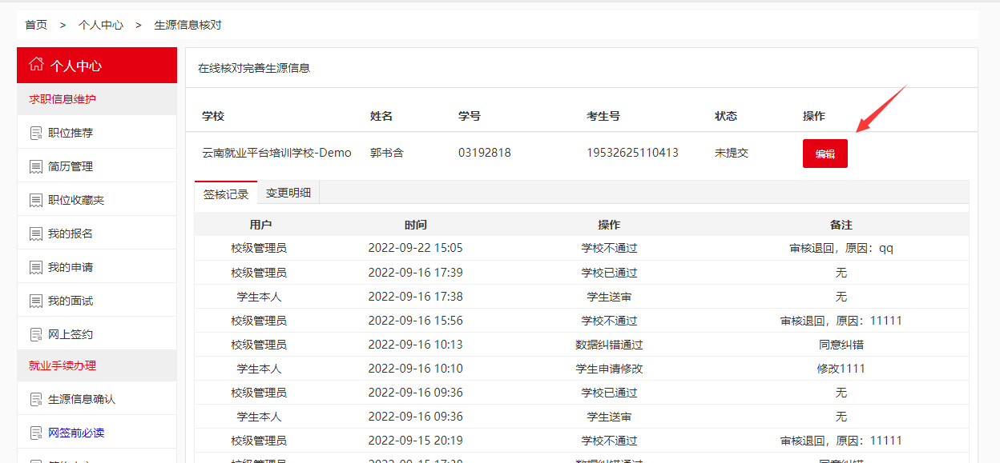 首页 > 个人中心 > 生源信息核对
个人中心
求职信息维护
职位推荐
简历管理
职位收藏夹
我的报名
我的申请
我的面试
网上签约
就业手续办理
生源信息确认
网签前必读
在线核对完善生源信息
学校 姓名 学号 考生号 状态 操作
云南就业平台培训学校-Demo 郭书含 03192818 19532625110413 未提交 编辑
签核记录 变更明细
用户 时间 操作 备注
校级管理员 2022-09-22 15:05 学校不通过 审核退回，原因：qq
校级管理员 2022-09-16 17:39 学校已通过 无
学生本人 2022-09-16 17:38 学生送审 无
校级管理员 2022-09-16 15:56 学校不通过 审核退回，原因：11111
校级管理员 2022-09-16 10:13 数据纠错通过 同意纠错
学生本人 2022-09-16 10:10 学生申请修改 修改1111
校级管理员 2022-09-16 09:36 学校已通过 无
学生本人 2022-09-16 09:36 学生送审 无
校级管理员 2022-09-15 20:19 学校不通过 审核退回，原因：11111